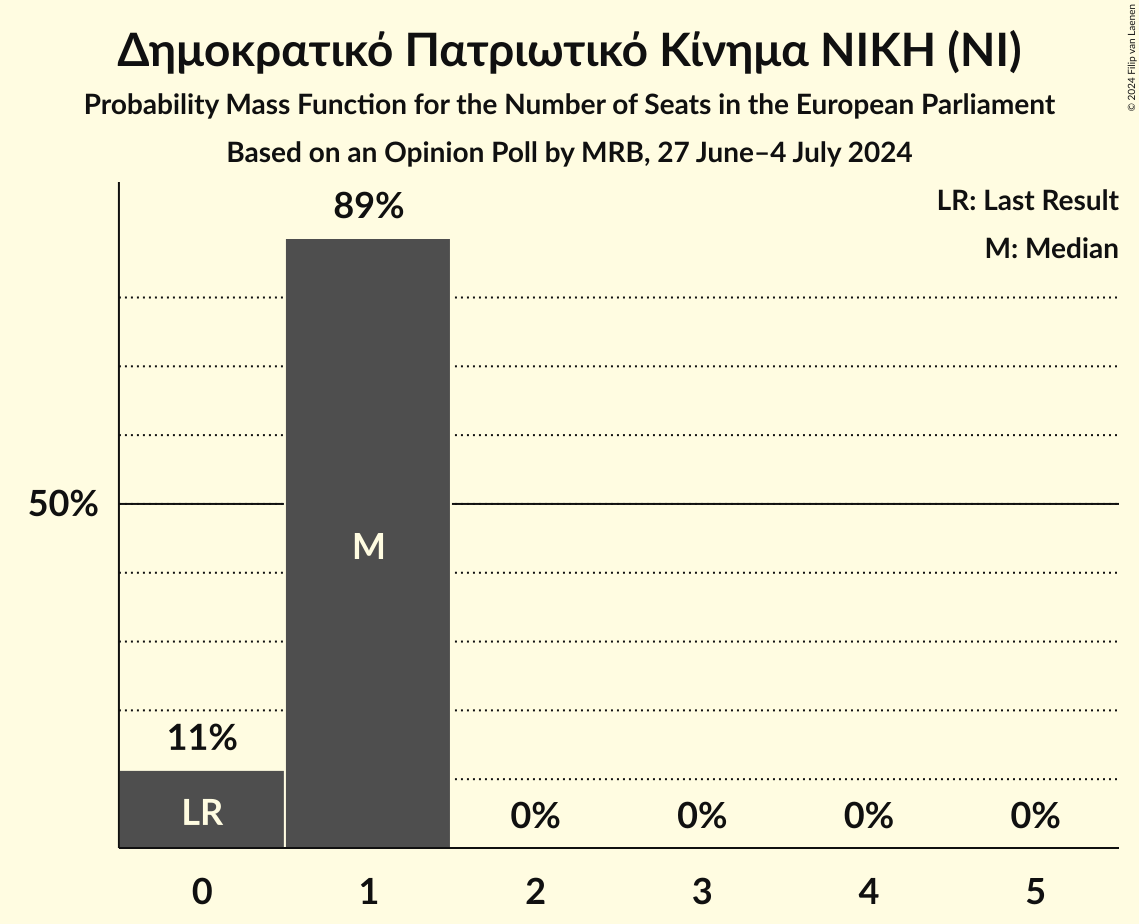 Δημοκρατικό Πατριωτικό Κίνημα ΝΙΚΗ (NI)
Probability Mass Function for the Number of Seats in the European Parliament
Based on an Opinion Poll by MRB, 27 June–4 July 2024
© 2024 Filip van Laenen
LR: Last Result
M: Median
89%
50%
M
11%
LR
0%
0%
0%
0%
0
1
2
3
4
5